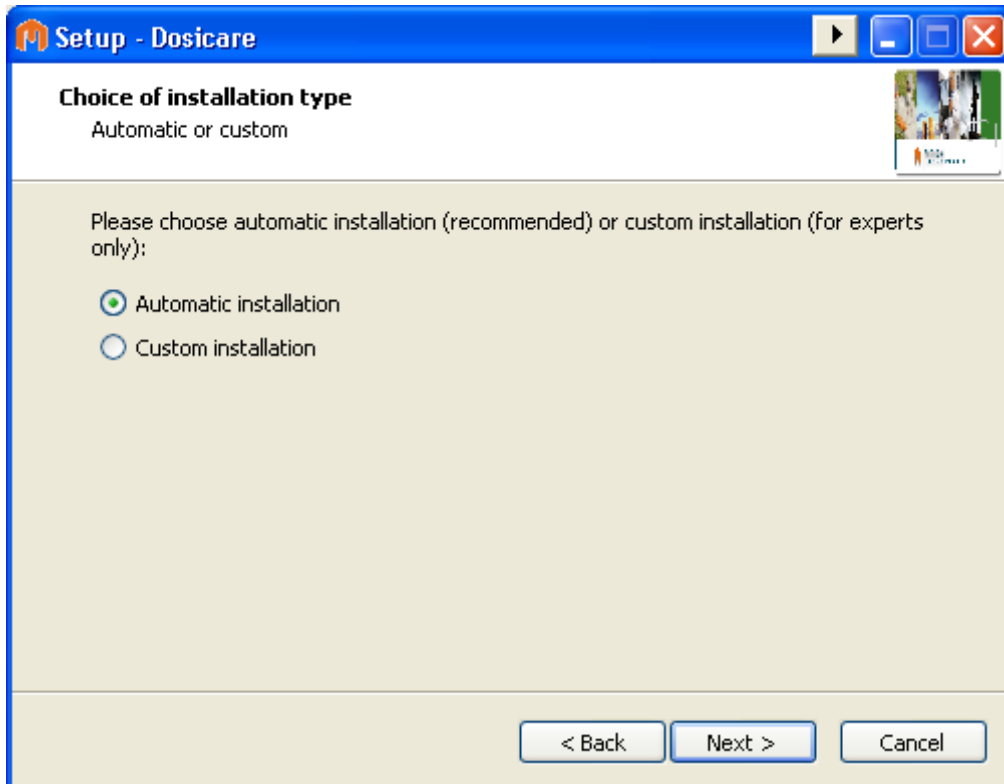 Setup - Dosicare
Choice of installation type
Automatic or custom
Please choose automatic installation (recommended) or custom installation (for experts
only):
Automatic installation
Custom installation
< Back
Next >
Cancel